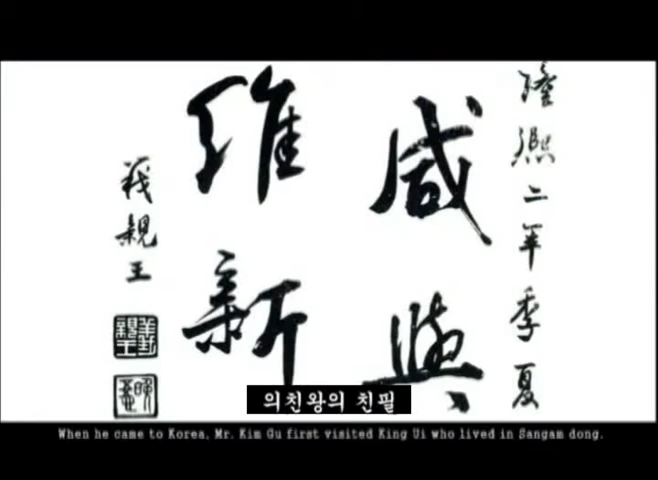 隆熙二年季夏
咸與
維新
義親王
의친왕의 친필
When he came to Korea, Mr. Kim Gu first visited King Ui who lived in Sangam dong.